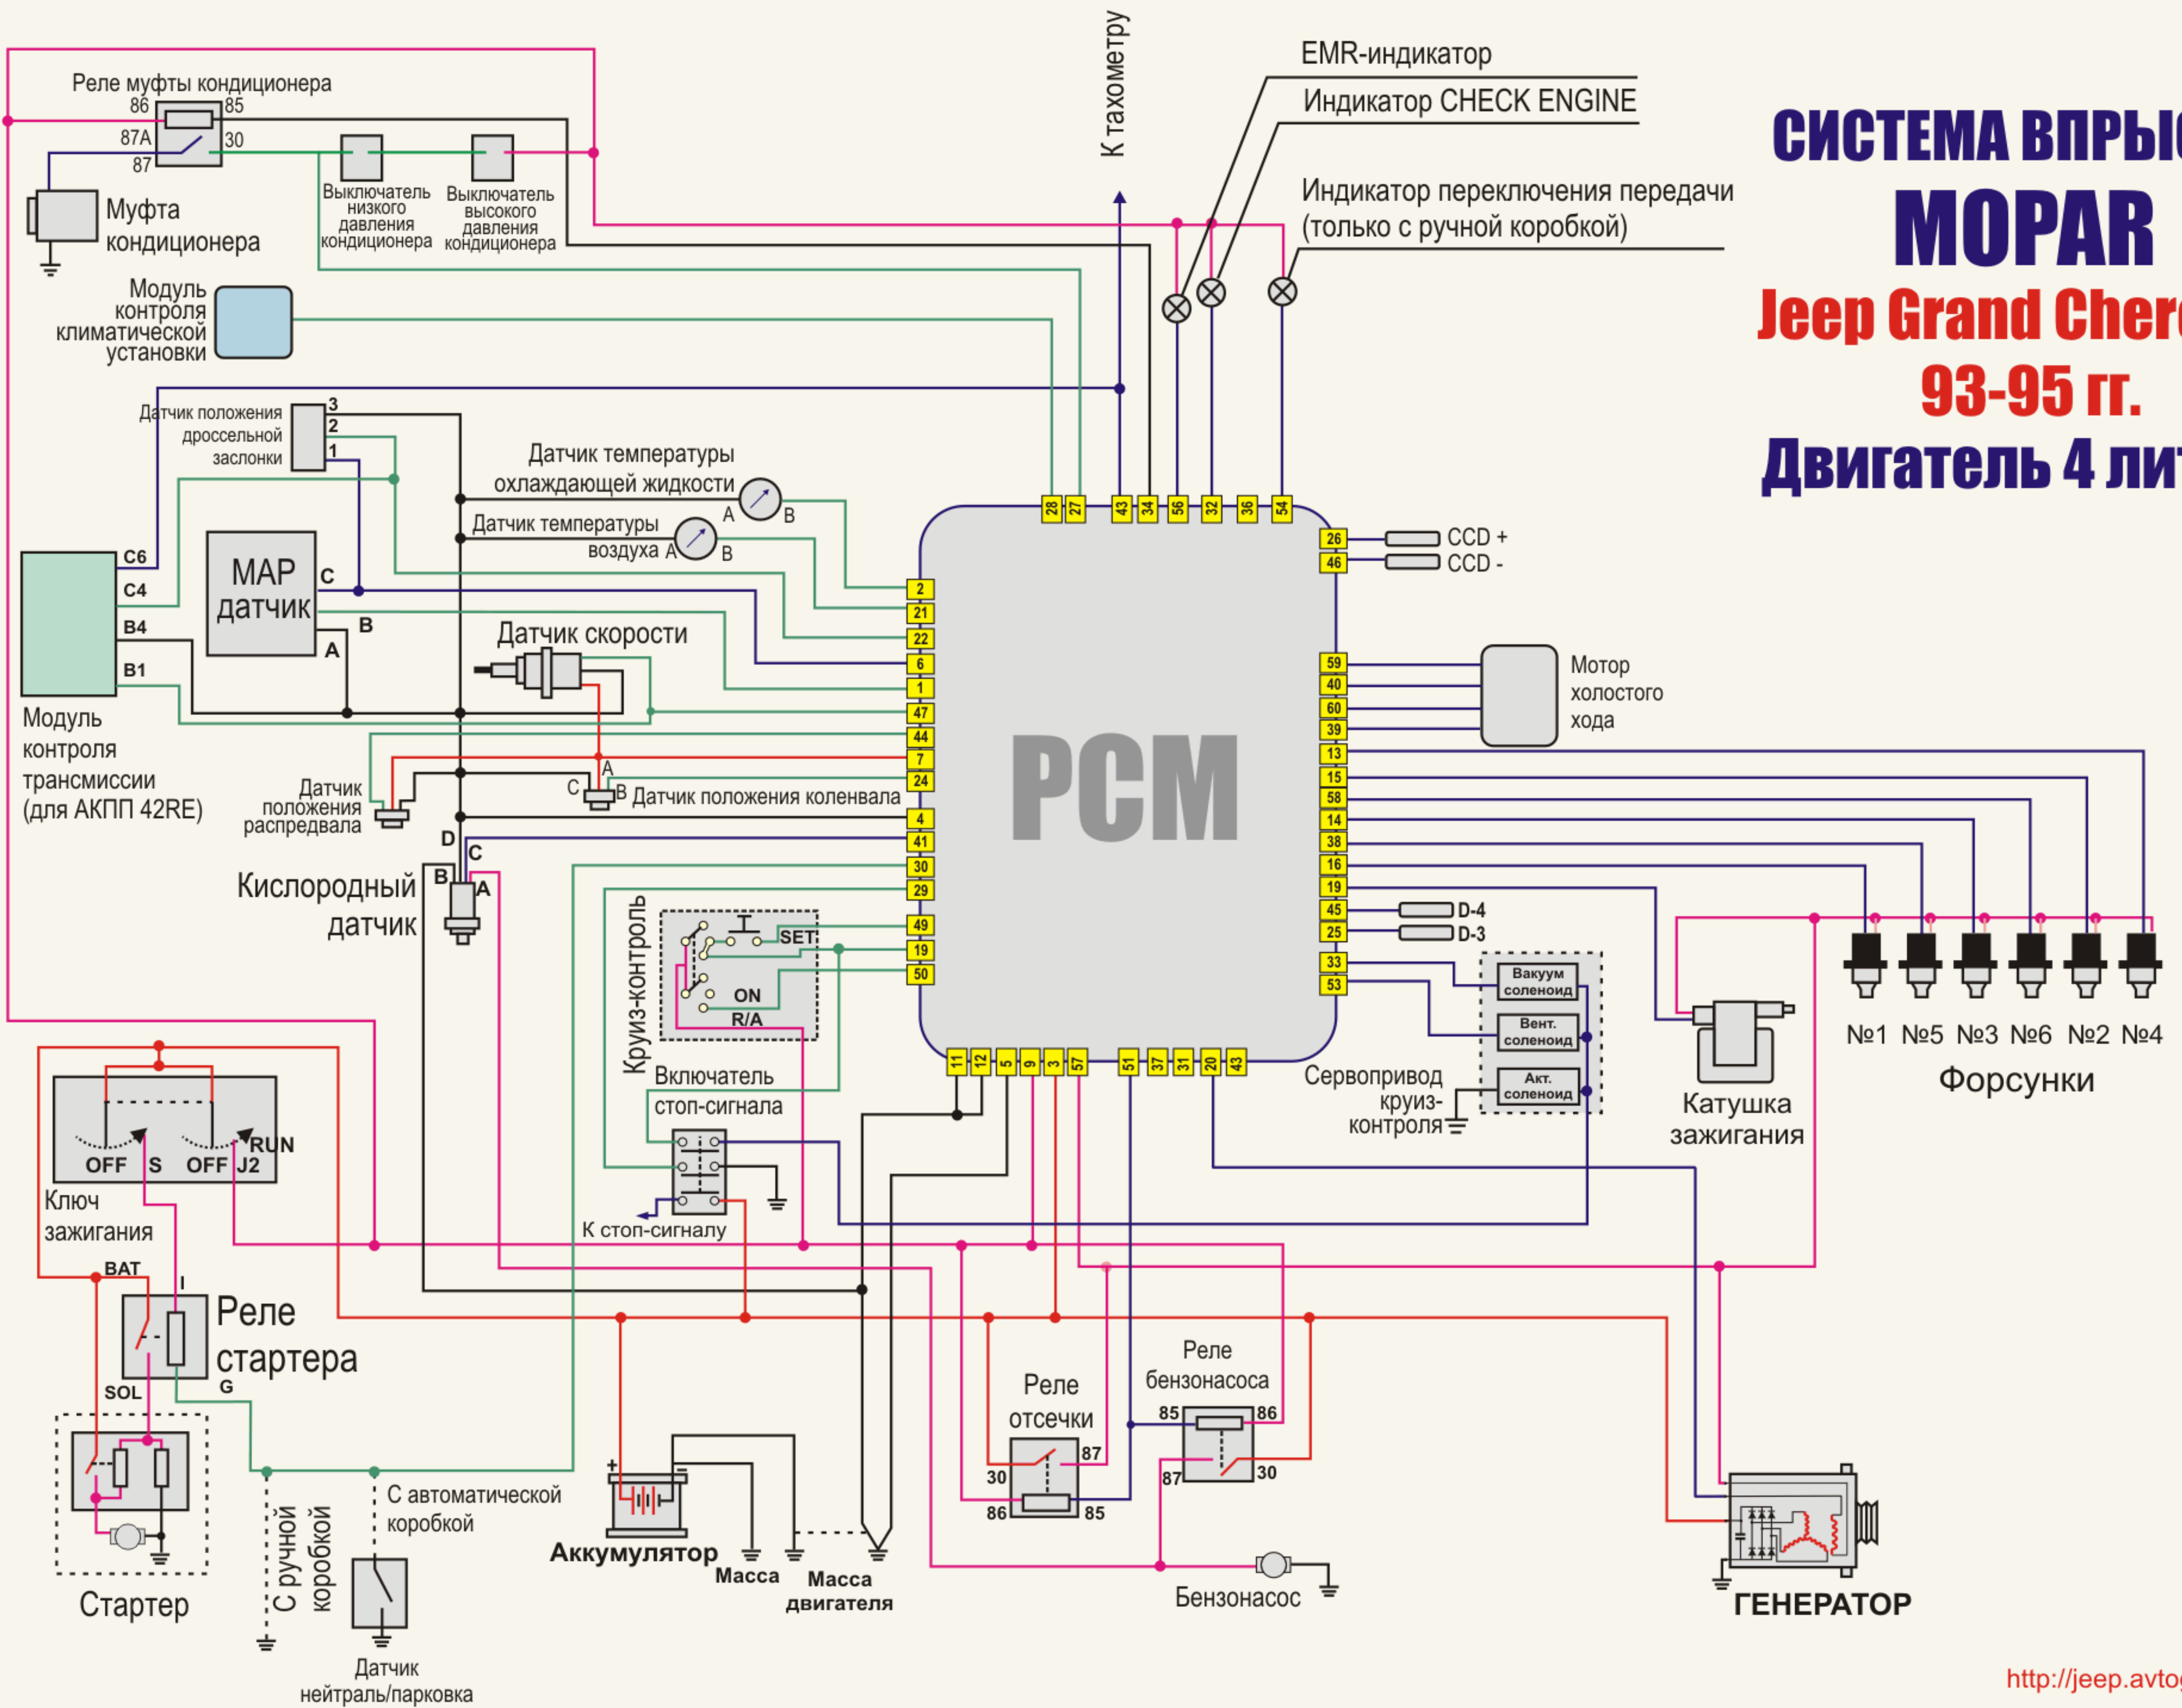 К тахометру
EMR-индикатор
Индикатор CHECK ENGINE
Индикатор переключения передачи
(только с ручной коробкой)
MOPAR
Jeep Grand
93-95 гг.
Двигатель 4
СИСТЕМА
Реле муфты кондиционера
86
85
87A
30
87
Муфта
кондиционера
Выключатель
низкого
давления
кондиционера
Выключатель
высокого
давления
кондиционера
Модуль
контроля
климатической
установки
Датчик положения
дроссельной
заслонки
3
2
1
Датчик температуры
охлаждающей жидкости
A
B
Датчик температуры
воздуха A
B
MAP
датчик
C
B
A
C6
C4
B4
B1
Модуль
контроля
трансмиссии
(для АКПП 42RE)
Датчик скорости
Датчик
положения
распредвала
C
A
B
Датчик положения коленвала
D
C
B
A
Кислородный
датчик
PCM
28
27
43
34
56
32
36
54
2
21
22
6
1
47
44
7
24
4
41
30
29
49
19
50
26
46
59
40
60
39
13
15
58
14
38
16
19
45
25
33
53
11
12
5
9
3
57
51
37
31
20
43
CCD +
CCD -
Мотор
холостого
хода
D-4
D-3
Вакуум
соленоид
Вент.
соленоид
Акт.
соленоид
Сервопривод
круиз-
контроля
Катушка
зажигания
№1 №5 №3 №6 №2 №4
Форсунки
Круиз-контроль
SET
ON
R/A
Включатель
стоп-сигнала
К стоп-сигналу
OFF S OFF J2
RUN
Ключ
зажигания
BAT
I
Реле
стартера
SOL
G
Стартер
С ручной
коробкой
С автоматической
коробкой
Датчик
нейтраль/парковка
+
−
Аккумулятор
Масса
Масса
двигателя
Реле
отсечки
30
87
86
85
Реле
бензонасоса
85
86
87
30
Бензонасос
ГЕНЕРАТОР